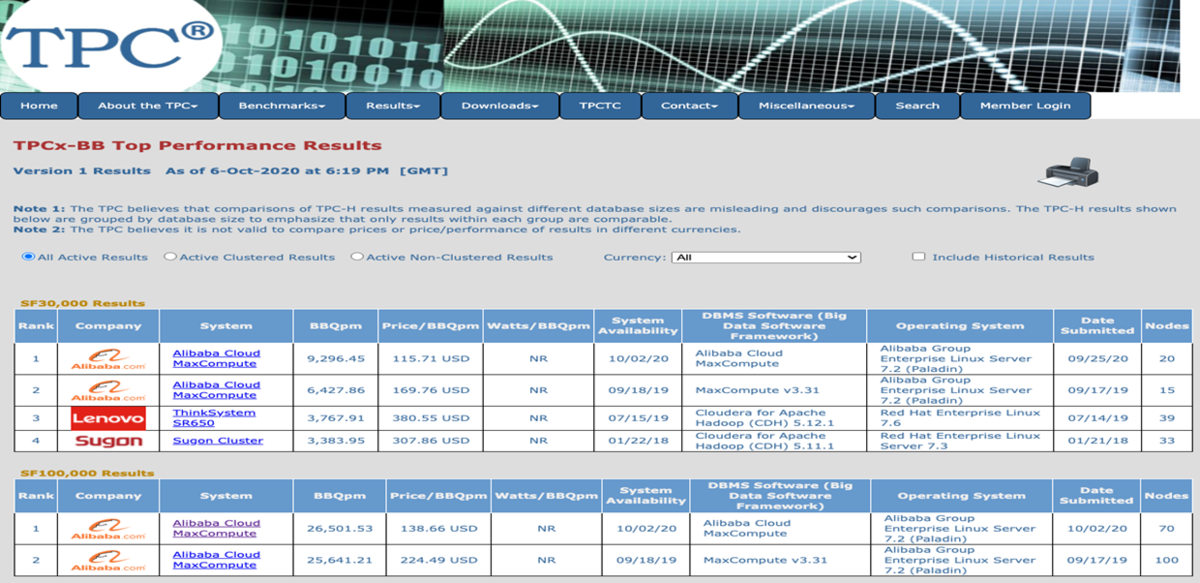 TPC®
10101011
01010010
Home About the TPC Benchmarks Results Downloads TPCTC Contact Miscellaneous Search Member Login
TPCx-BB Top Performance Results
Version 1 Results As of 6-Oct-2020 at 6:19 PM [GMT]
Note 1: The TPC believes that comparisons of TPC-H results measured against different database sizes are misleading and discourages such comparisons. The TPC-H results shown
below are grouped by database size to emphasize that only results within each group are comparable.
Note 2: The TPC believes it is not valid to compare prices or price/performance of results in different currencies.
All Active Results Active Clustered Results Active Non-Clustered Results Currency: All Include Historical Results
SF30,000 Results
Rank Company System BBQpm Price/BBQpm Watts/BBQpm System Availability DBMS Software (Big Data Software Framework) Operating System Date Submitted Nodes
1 Alibaba.com Alibaba Cloud MaxCompute 9,296.45 115.71 USD NR 10/02/20 Alibaba Cloud MaxCompute Alibaba Group Enterprise Linux Server 7.2 (Paladin) 09/25/20 20
2 Alibaba.com Alibaba Cloud MaxCompute 6,427.86 169.76 USD NR 09/18/19 MaxCompute v3.31 Alibaba Group Enterprise Linux Server 7.2 (Paladin) 09/17/19 15
3 Lenovo ThinkSystem SR650 3,767.91 380.55 USD NR 07/15/19 Cloudera for Apache Hadoop (CDH) 5.12.1 Red Hat Enterprise Linux 7.6 07/14/19 39
4 Sugon Sugon Cluster 3,383.95 307.86 USD NR 01/22/18 Cloudera for Apache Hadoop (CDH) 5.11.1 Red Hat Enterprise Linux Server 7.3 01/21/18 33
SF100,000 Results
Rank Company System BBQpm Price/BBQpm Watts/BBQpm System Availability DBMS Software (Big Data Software Framework) Operating System Date Submitted Nodes
1 Alibaba.com Alibaba Cloud MaxCompute 26,501.53 138.66 USD NR 10/02/20 Alibaba Cloud MaxCompute Alibaba Group Enterprise Linux Server 7.2 (Paladin) 10/02/20 70
2 Alibaba.com Alibaba Cloud MaxCompute 25,641.21 224.49 USD NR 09/18/19 MaxCompute v3.31 Alibaba Group Enterprise Linux Server 7.2 (Paladin) 09/17/19 100